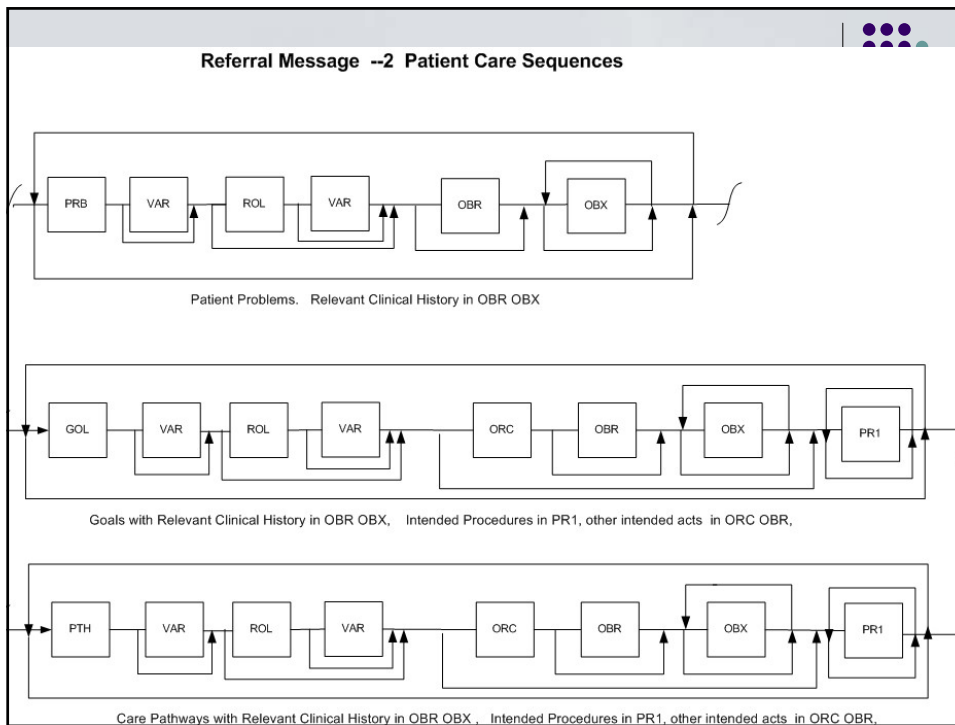 Referral Message --2 Patient Care Sequences
PRB VAR ROL VAR OBR OBX
Patient Problems. Relevant Clinical History in OBR OBX
GOL VAR ROL VAR ORC OBR OBX PR1
Goals with Relevant Clinical History in OBR OBX, Intended Procedures in PR1, other intended acts in ORC OBR,
PTH VAR ROL VAR ORC OBR OBX PR1
Care Pathways with Relevant Clinical History in OBR OBX , Intended Procedures in PR1, other intended acts in ORC OBR,